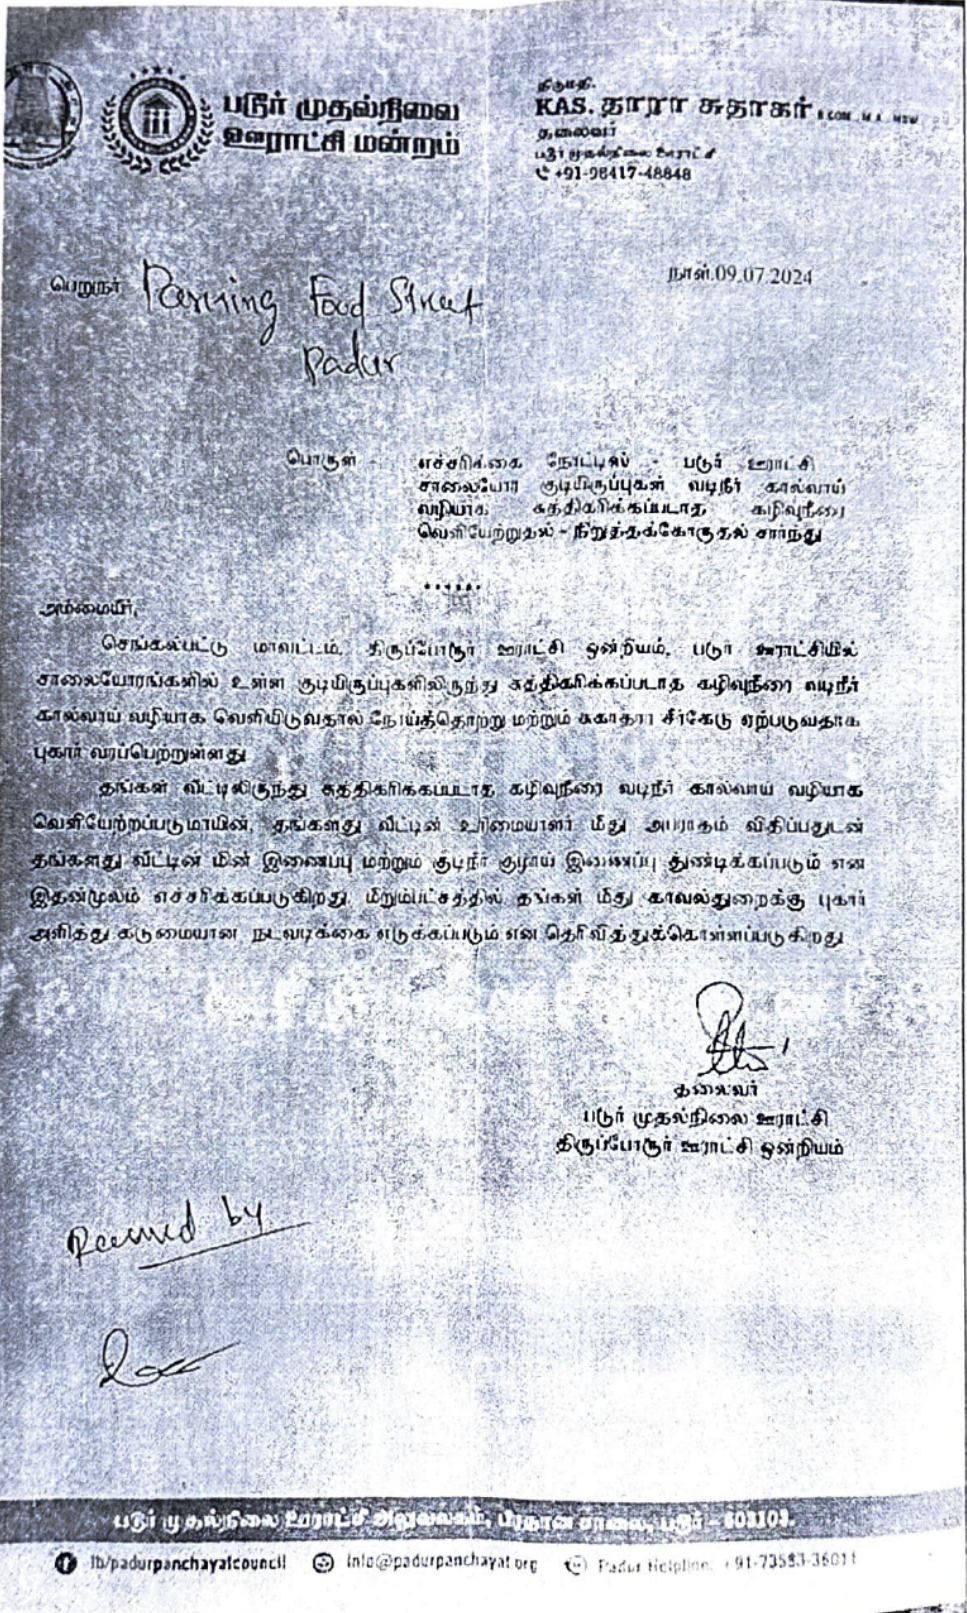 படூர் முதல்நிலை
ஊராட்சி மன்றம்
திருமதி.
KAS. தாரா சுதாகர் B.COM., M.A., MSW
தலைவர்
படூர் முதல்நிலை ஊராட்சி
+91-98417-48848
பெறுநர்
நாள்.09.07.2024
Food Street
Padur
பொருள் - எச்சரிக்கை நோட்டீஸ் - படூர் ஊராட்சி
சாலையோர குடியிருப்புகள் வடிநீர் கால்வாய்
வழியாக சுத்திகரிக்கப்படாத கழிவுநீரை
வெளியேற்றுதல் - நிறுத்தக்கோருதல் சார்ந்து
......
அம்மையீர்,
செங்கல்பட்டு மாவட்டம், திருப்போரூர் ஊராட்சி ஒன்றியம், படூர் ஊராட்சியில்
சாலையோரங்களில் உள்ள குடியிருப்புகளிலிருந்து சுத்திகரிக்கப்படாத கழிவுநீரை வடிநீர்
கால்வாய் வழியாக வெளியிடுவதால் நோய்த்தொற்று மற்றும் சுகாதார சீர்கேடு ஏற்படுவதாக
புகார் வரப்பெற்றுள்ளது
தங்கள் வீட்டிலிருந்து சுத்திகரிக்கப்படாத கழிவுநீரை வடிநீர் கால்வாய் வழியாக
வெளியேற்றப்படுமாயின், தங்களது வீட்டின் உரிமையாளர் மீது அபராதம் விதிப்பதுடன்
தங்களது வீட்டின் மின் இணைப்பு மற்றும் குடிநீர் குழாய் இணைப்பு துண்டிக்கப்படும் என
இதன்மூலம் எச்சரிக்கப்படுகிறது. மீறும்பட்சத்தில் தங்கள் மீது காவல்துறைக்கு புகார்
அளித்து கடுமையான நடவடிக்கை எடுக்கப்படும் என தெரிவித்துக்கொள்ளப்படுகிறது
தலைவர்
படூர் முதல்நிலை ஊராட்சி
திருப்போரூர் ஊராட்சி ஒன்றியம்
Received by
படூர் முதல்நிலை ஊராட்சி அலுவலகம், பிரதான சாலை, படூர் - 603103.
fb/padurpanchayatcouncil info@padurpanchayat.org Padur Helpline: +91-73583-36011